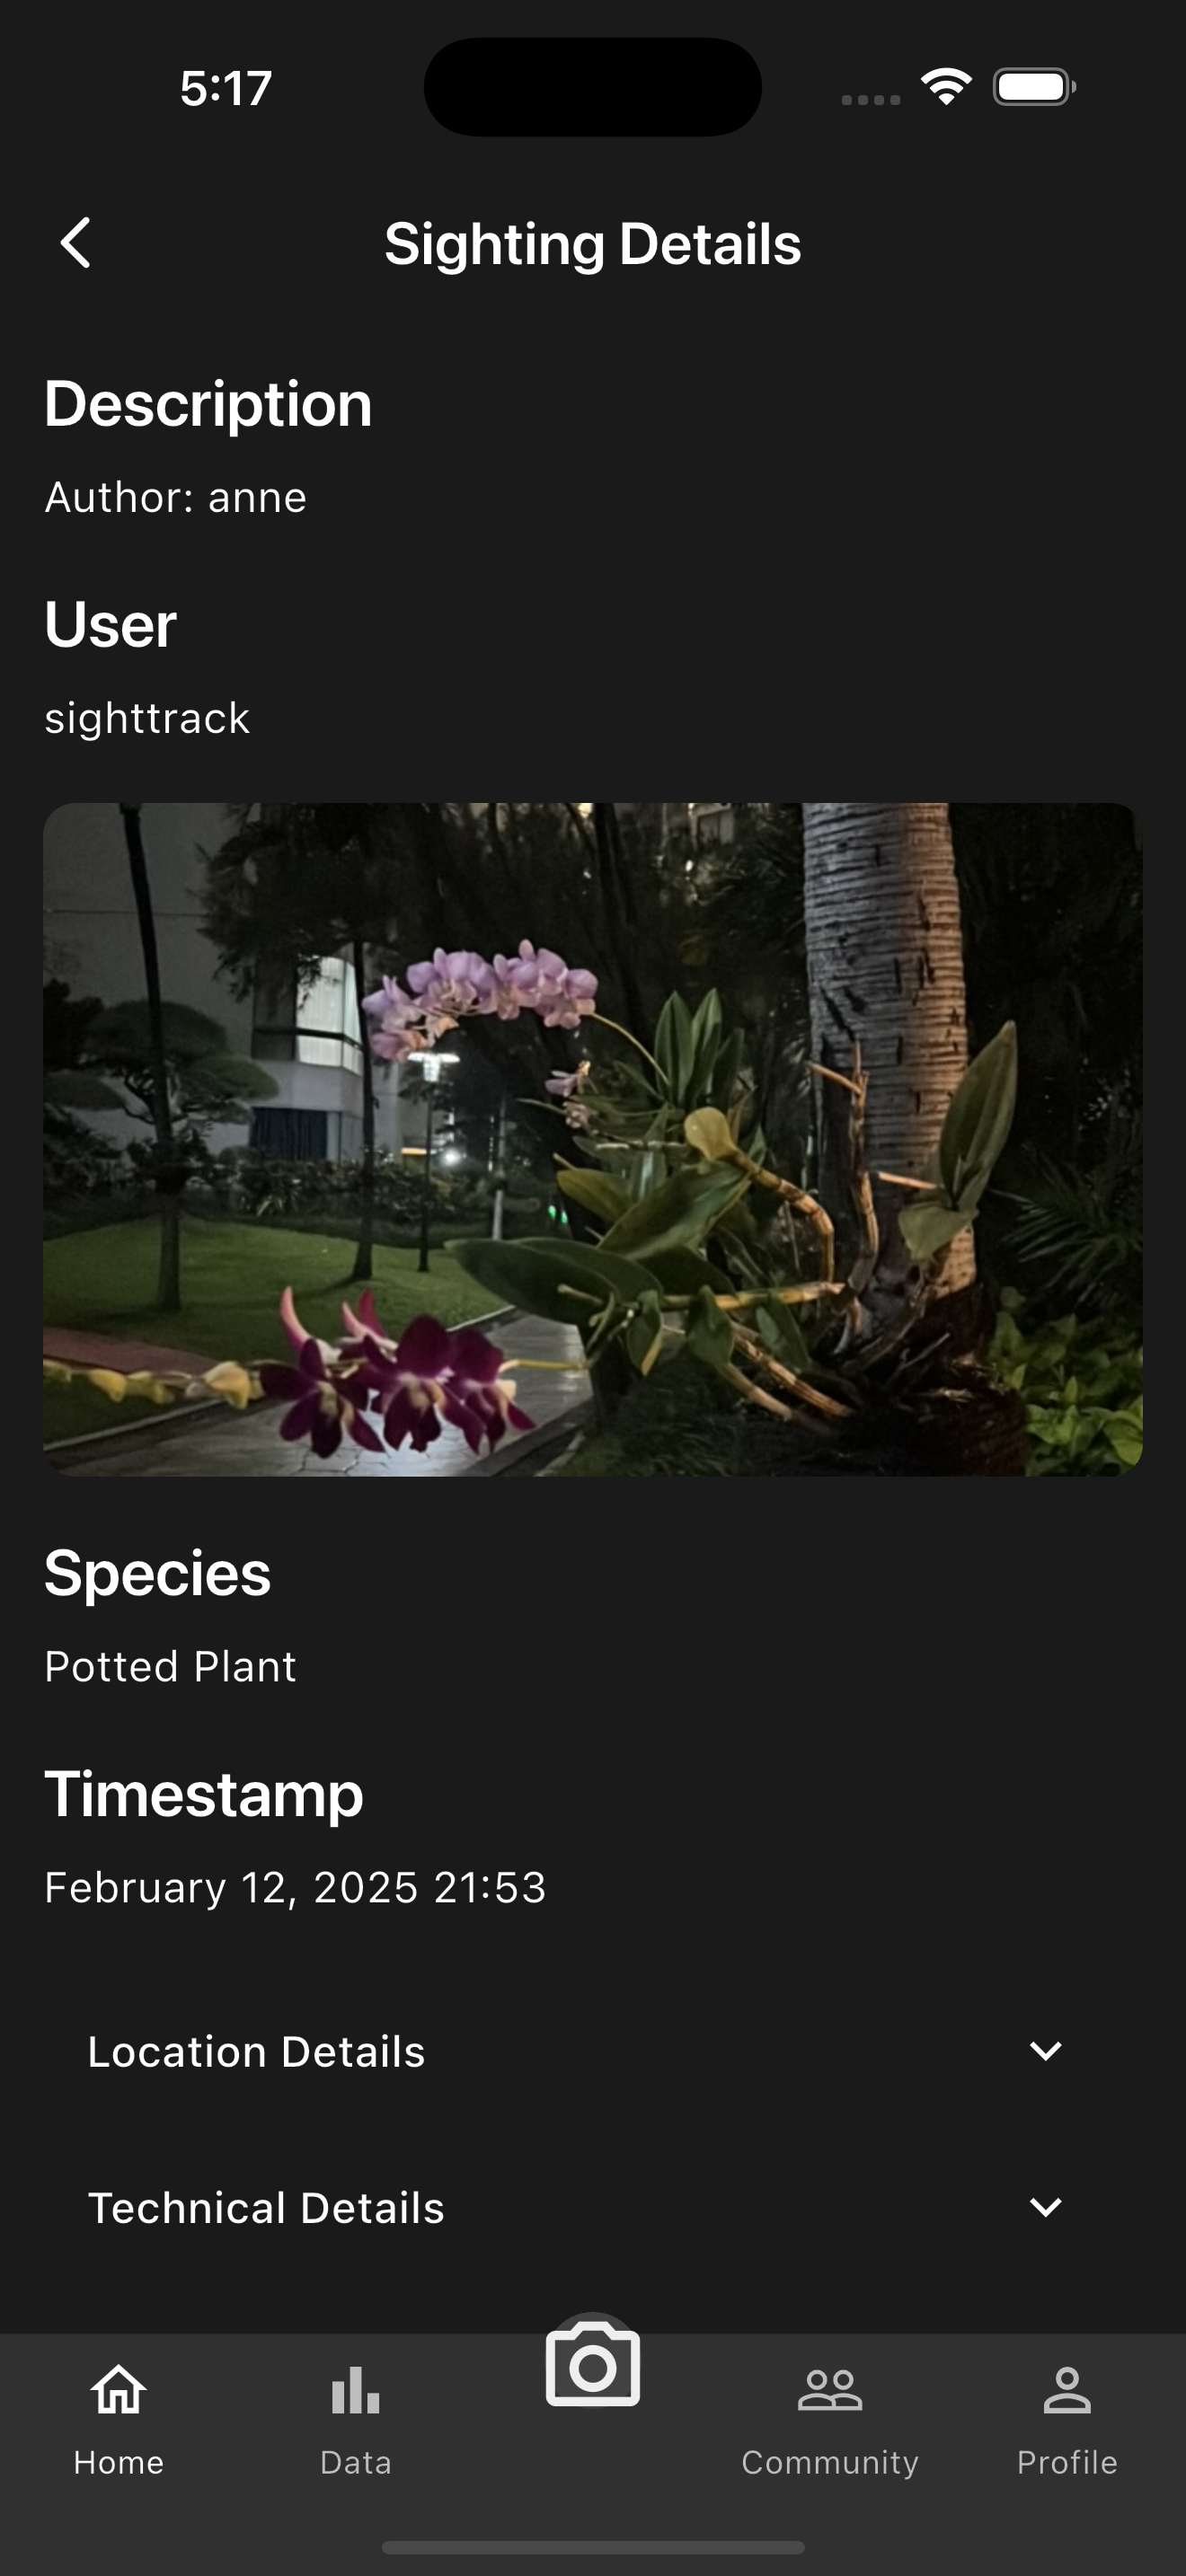 5:17
Sighting Details
Description
Author: anne
User
sighttrack
Species
Potted Plant
Timestamp
February 12, 2025 21:53
Location Details
Technical Details
Home
Data
Community
Profile